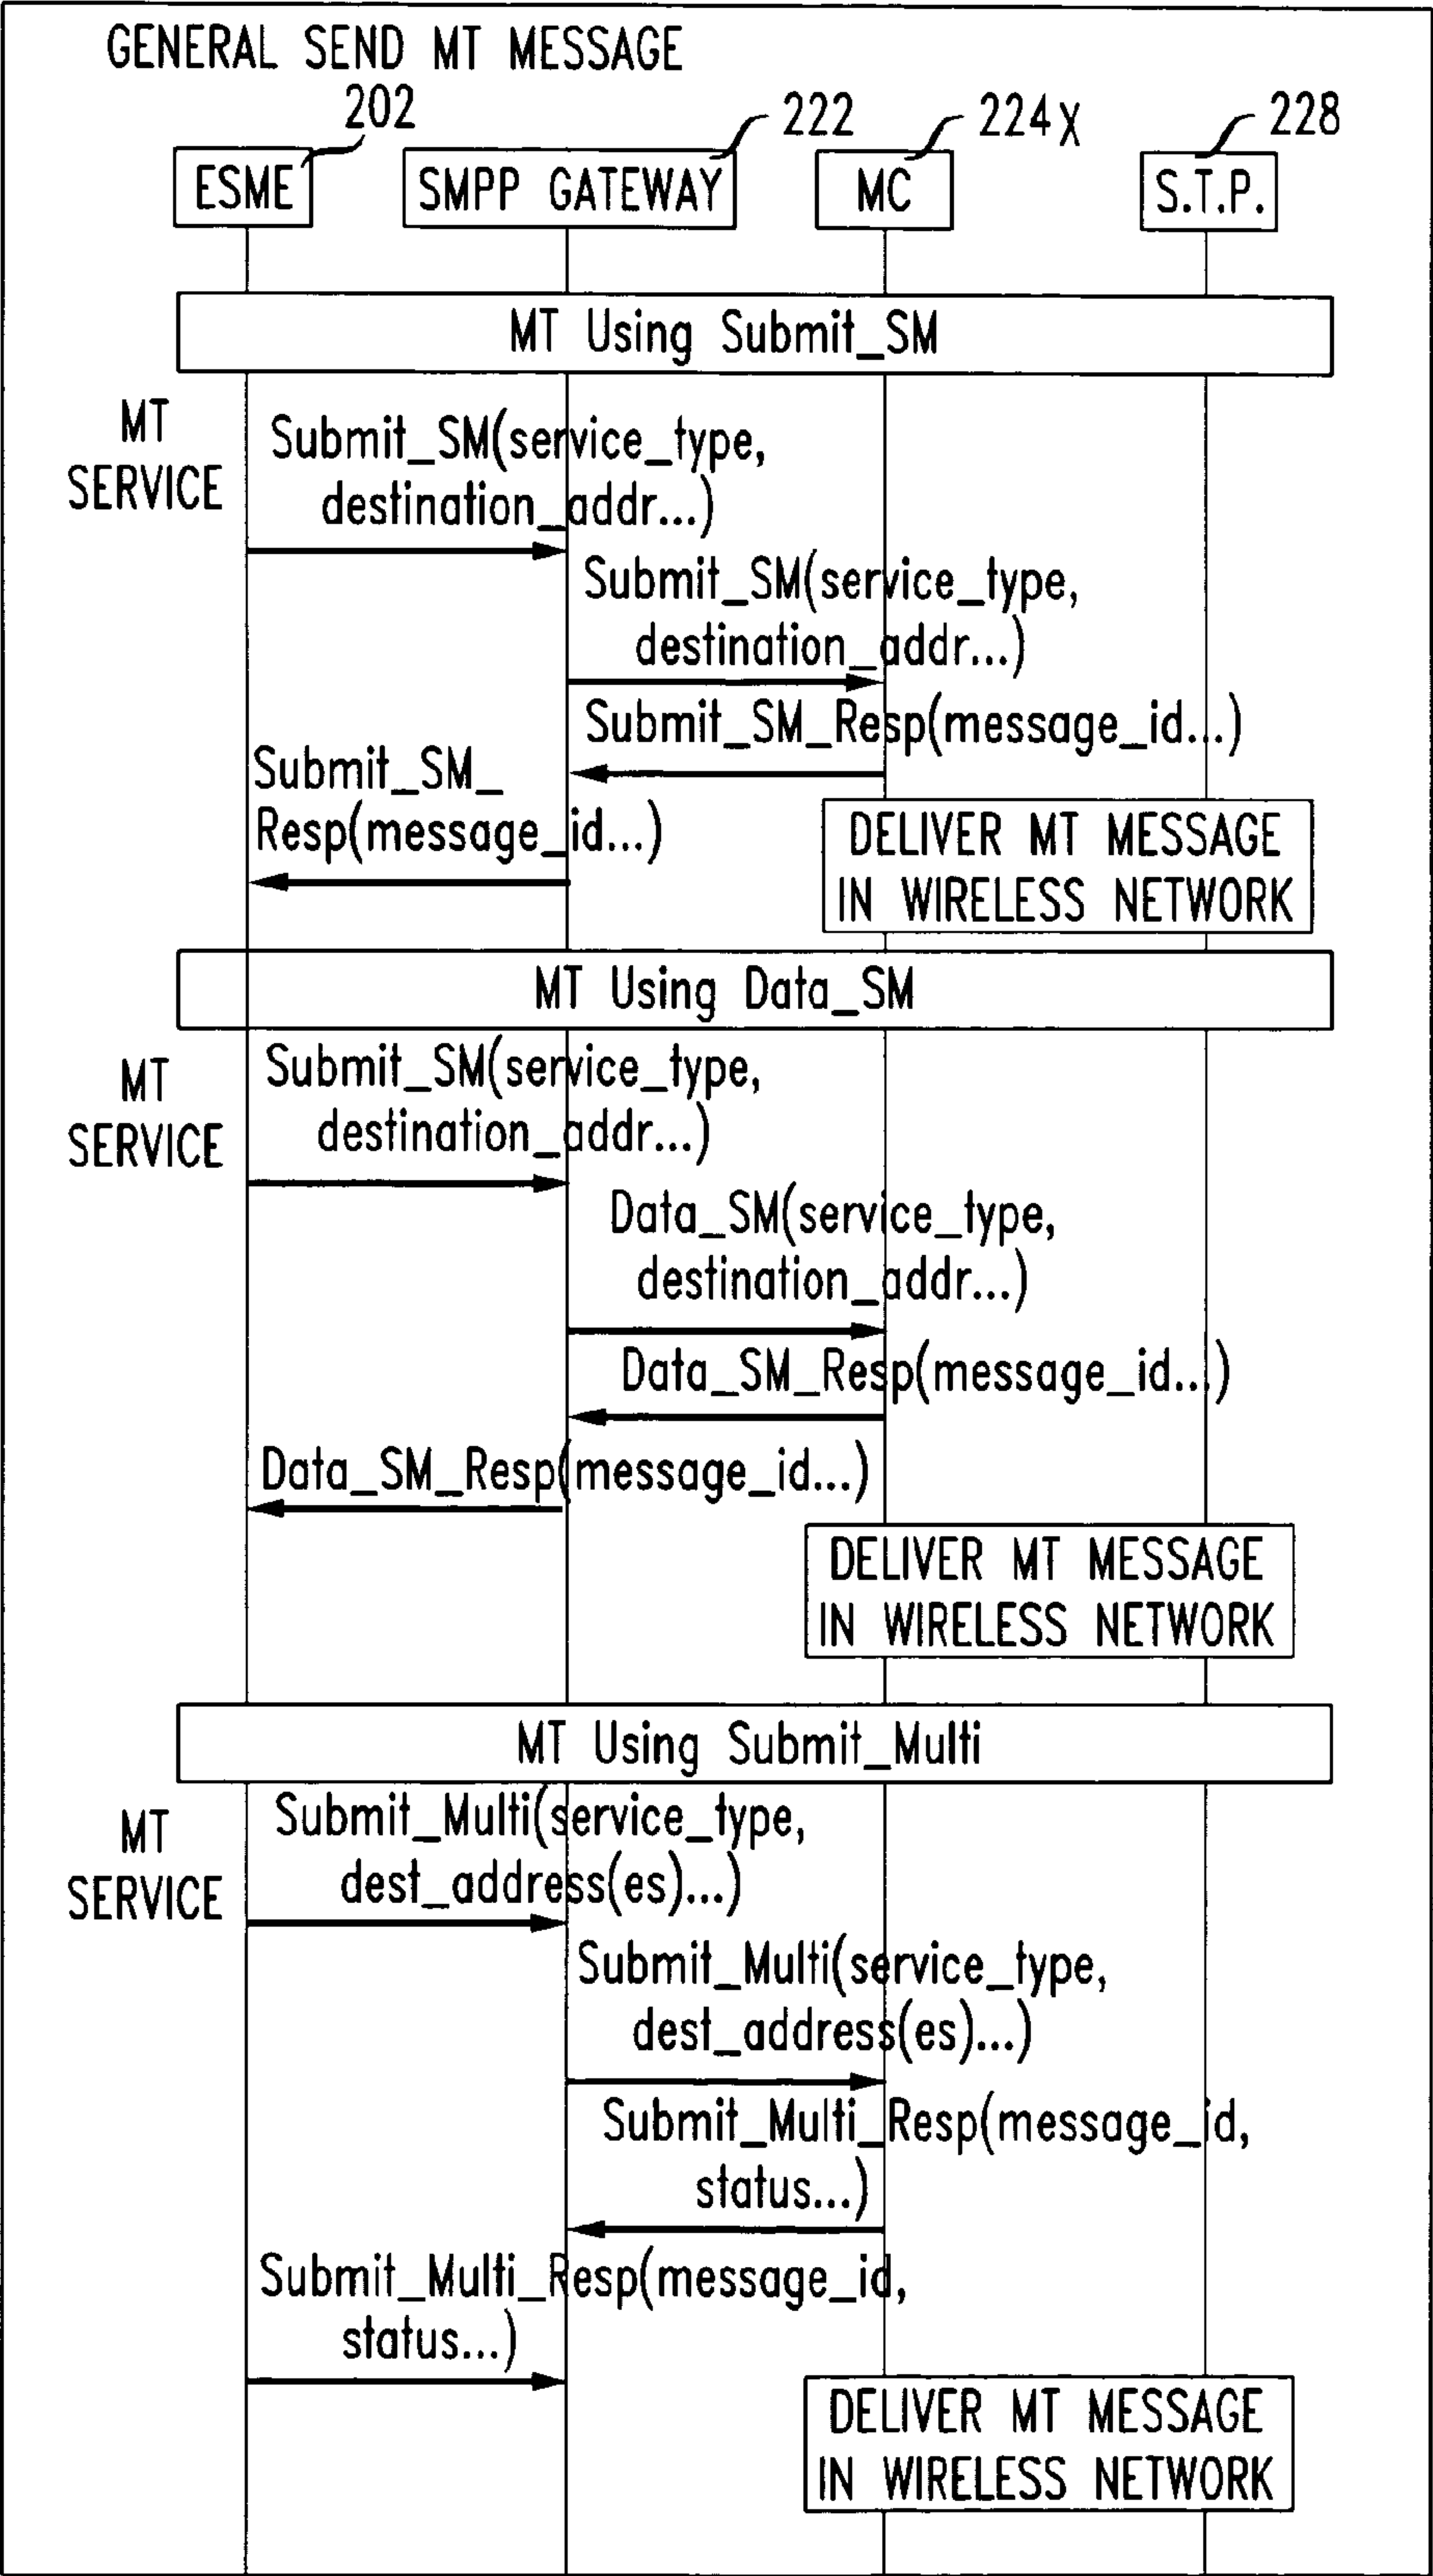 GENERAL SEND MT MESSAGE
202
222
224X
228
ESME
SMPP GATEWAY
MC
S.T.P.
MT Using Submit_SM
MT
SERVICE
Submit_SM(service_type,
destination_addr...)
Submit_SM(service_type,
destination_addr...)
Submit_SM_Resp(message_id...)
Submit_SM_
Resp(message_id...)
DELIVER MT MESSAGE
IN WIRELESS NETWORK
MT Using Data_SM
MT
SERVICE
Submit_SM(service_type,
destination_addr...)
Data_SM(service_type,
destination_addr...)
Data_SM_Resp(message_id...)
Data_SM_Resp(message_id...)
DELIVER MT MESSAGE
IN WIRELESS NETWORK
MT Using Submit_Multi
MT
SERVICE
Submit_Multi(service_type,
dest_address(es)...)
Submit_Multi(service_type,
dest_address(es)...)
Submit_Multi_Resp(message_id,
status...)
Submit_Multi_Resp(message_id,
status...)
DELIVER MT MESSAGE
IN WIRELESS NETWORK